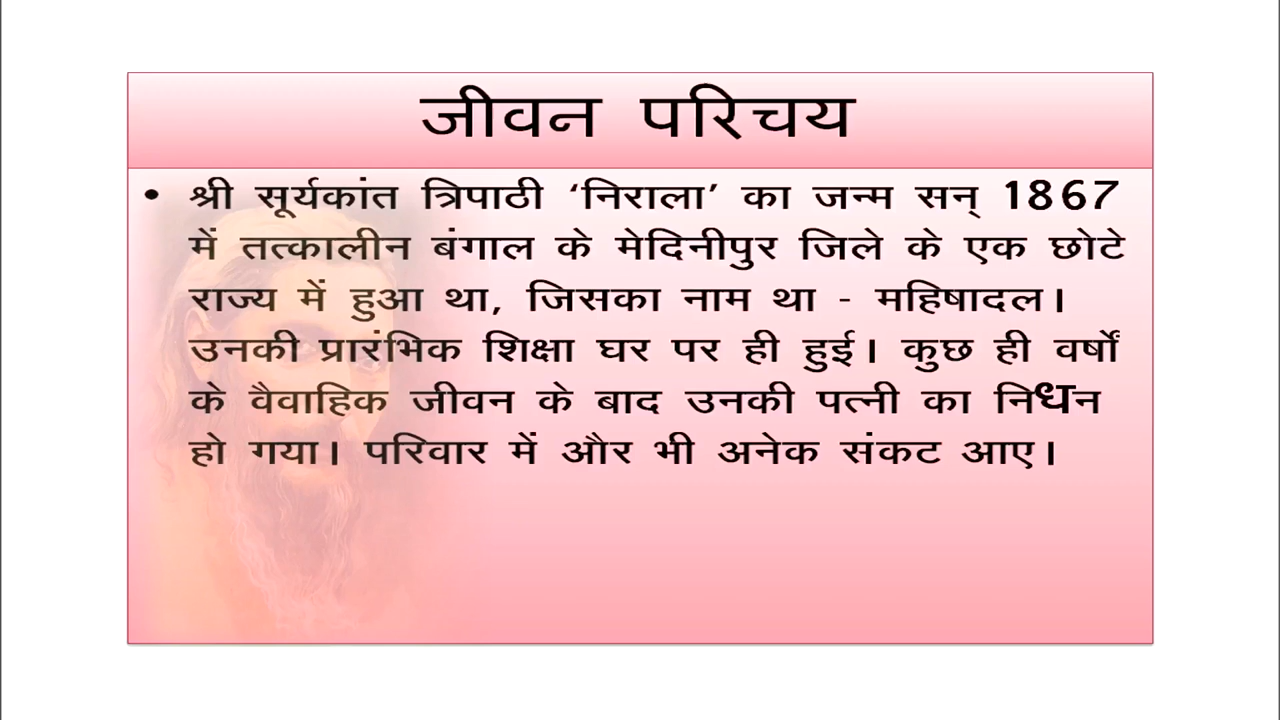 जीवन परिचय
• श्री सूर्यकांत त्रिपाठी ‘निराला’ का जन्म सन् 1867
में तत्कालीन बंगाल के मेदिनीपुर जिले के एक छोटे
राज्य में हुआ था, जिसका नाम था - महिषादल।
उनकी प्रारंभिक शिक्षा घर पर ही हुई। कुछ ही वर्षों
के वैवाहिक जीवन के बाद उनकी पत्नी का निधन
हो गया। परिवार में और भी अनेक संकट आए।